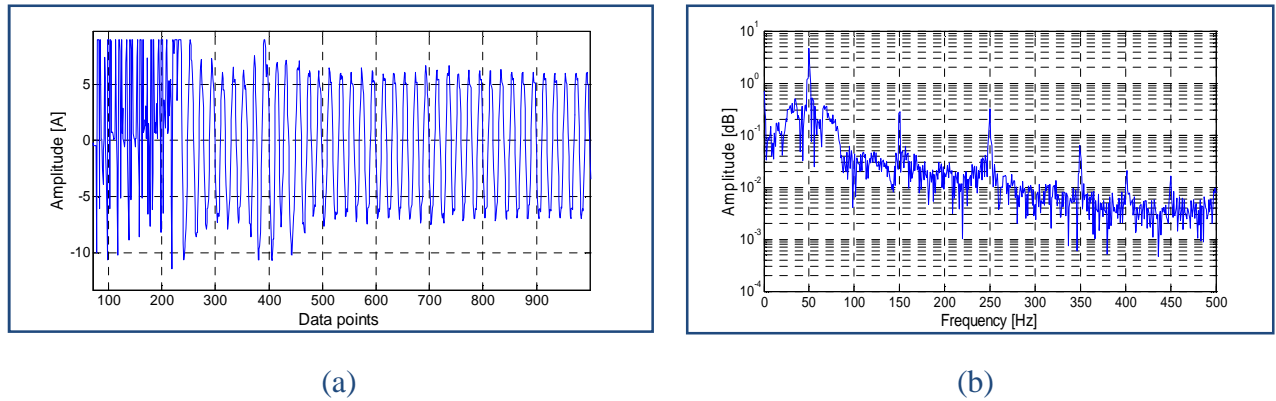 Amplitude [A]
5
0
-5
-10
100 200 300 400 500 600 700 800 900
Data points
(a)
Amplitude [dB]
10^1
10^0
10^-1
10^-2
10^-3
10^-4
0 50 100 150 200 250 300 350 400 450 500
Frequency [Hz]
(b)